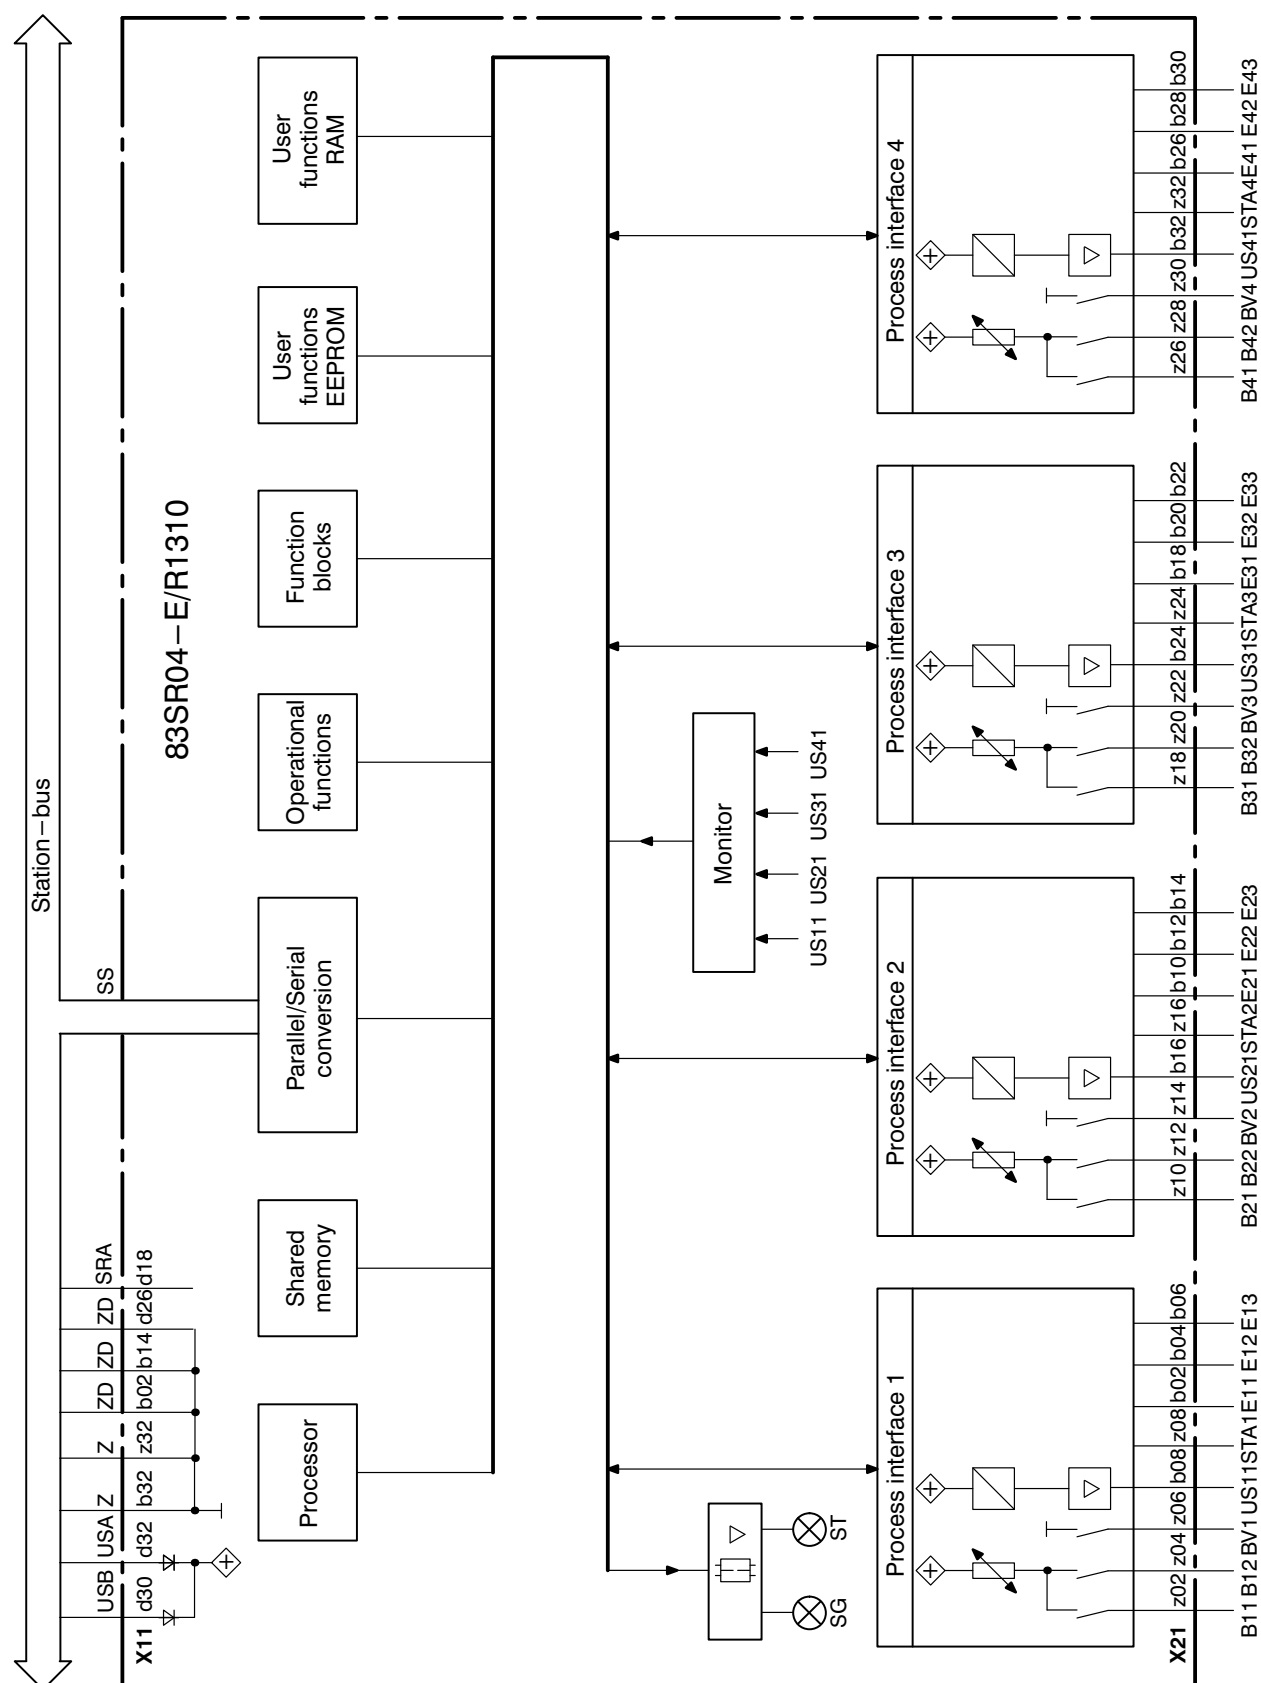 Station–bus
USB
USA
Z
Z
ZD
ZD
ZD
SRA
SS
X11
d30
d32
b32
z32
b02
b14
d26
d18
83SR04–E/R1310
Processor
Shared
memory
Parallel/Serial
conversion
Operational
functions
Function
blocks
User
functions
EEPROM
User
functions
RAM
Monitor
US11 US21 US31 US41
SG
ST
Process interface 1
Process interface 2
Process interface 3
Process interface 4
X21
z02 z04 z06 b08 z08 b02 b04 b06
z10 z12 z14 b16 z16 b10 b12 b14
z18 z20 z22 b24 z24 b18 b20 b22
z26 z28 z30 b32 z32 b26 b28 b30
B11 B12 BV1 US11 STA1 E11 E12 E13
B21 B22 BV2 US21 STA2 E21 E22 E23
B31 B32 BV3 US31 STA3 E31 E32 E33
B41 B42 BV4 US41 STA4 E41 E42 E43